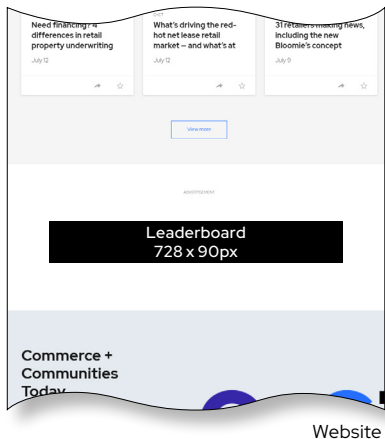 Need financing? 4
differences in retail
property underwriting
July 12
What's driving the red-
hot net lease retail
market – and what's at
July 12
31 retailers making news,
including the new
Bloomie's concept
July 9
View more
ADVERTISEMENT
Leaderboard
728 x 90px
Commerce +
Communities
Today
Website